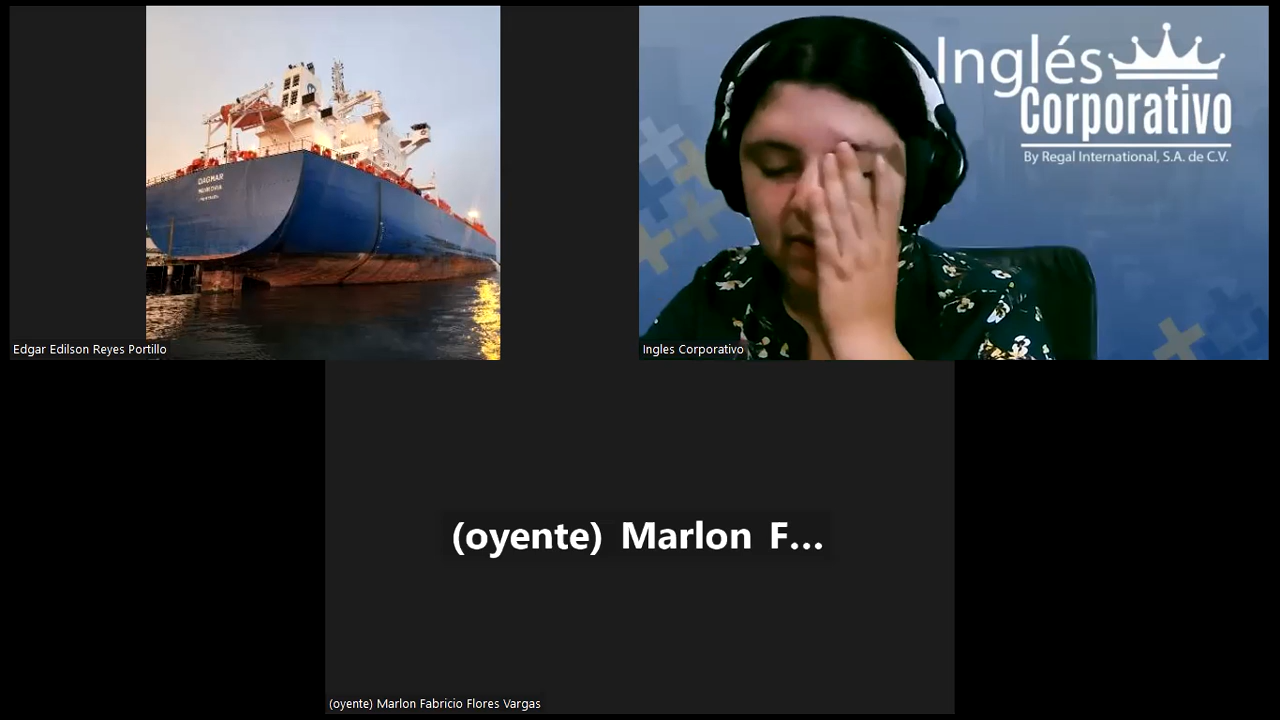 DAGMAR
Inglés
Corporativo
By Regal International, S.A. de C.V.
Edgar Edilson Reyes Portillo
Ingles Corporativo
(oyente) Marlon F...
(oyente) Marlon Fabricio Flores Vargas